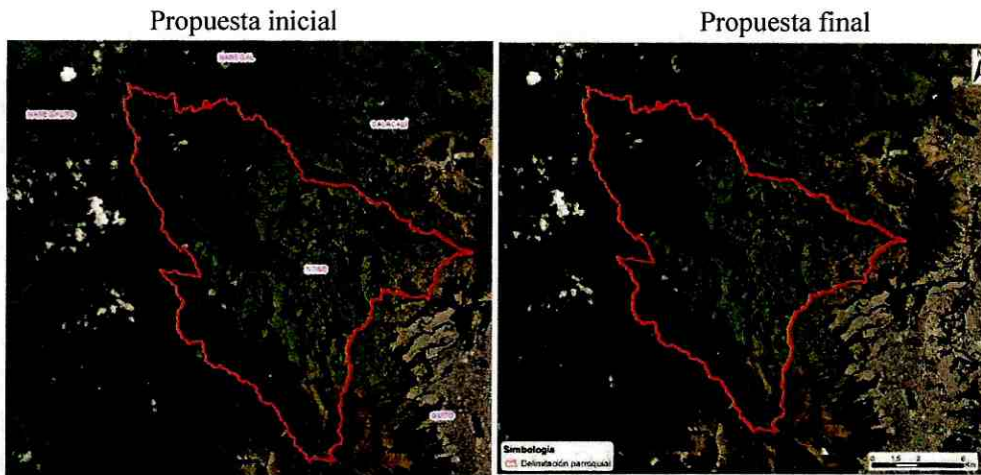 Propuesta inicial
Propuesta final
NANEGAL
NANEGALITO
CALACALÍ
NONO
QUITO
Simbología
Delimitación parroquial
0 1.5 3 6
Km